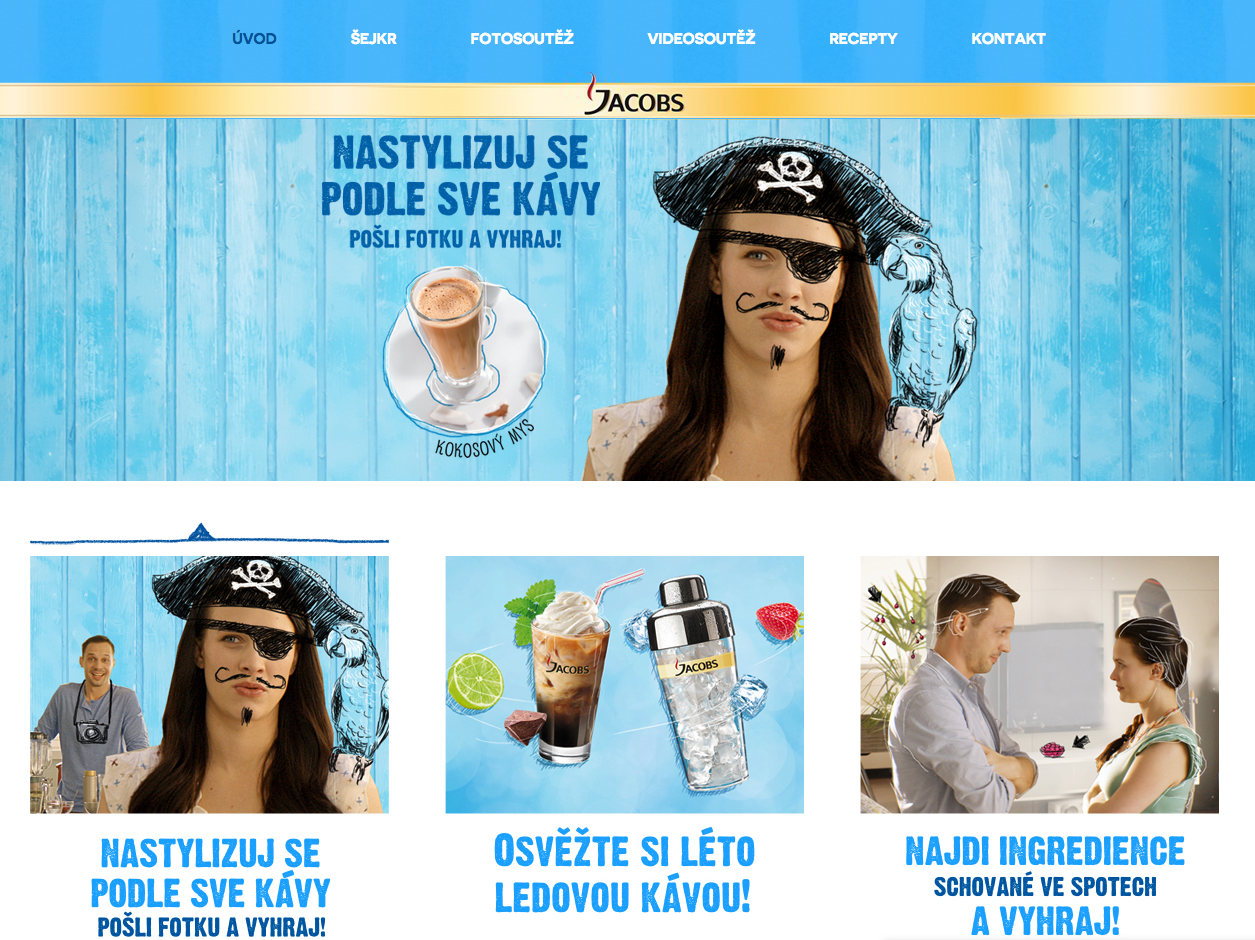 ÚVOD ŠEJKR FOTOSOUTĚŽ VIDEOSOUTĚŽ RECEPTY KONTAKT
JACOBS
NASTYLIZUJ SE
PODLE SVE KÁVY
POŠLI FOTKU A VYHRAJ!
KOKOSOVÝ MYS
NASTYLIZUJ SE
PODLE SVE KÁVY
POŠLI FOTKU A VYHRAJ!
JACOBS
JACOBS
OSVĚŽTE SI LÉTO
LEDOVOU KÁVOU!
NAJDI INGREDIENCE
SCHOVANÉ VE SPOTECH
A VYHRAJ!